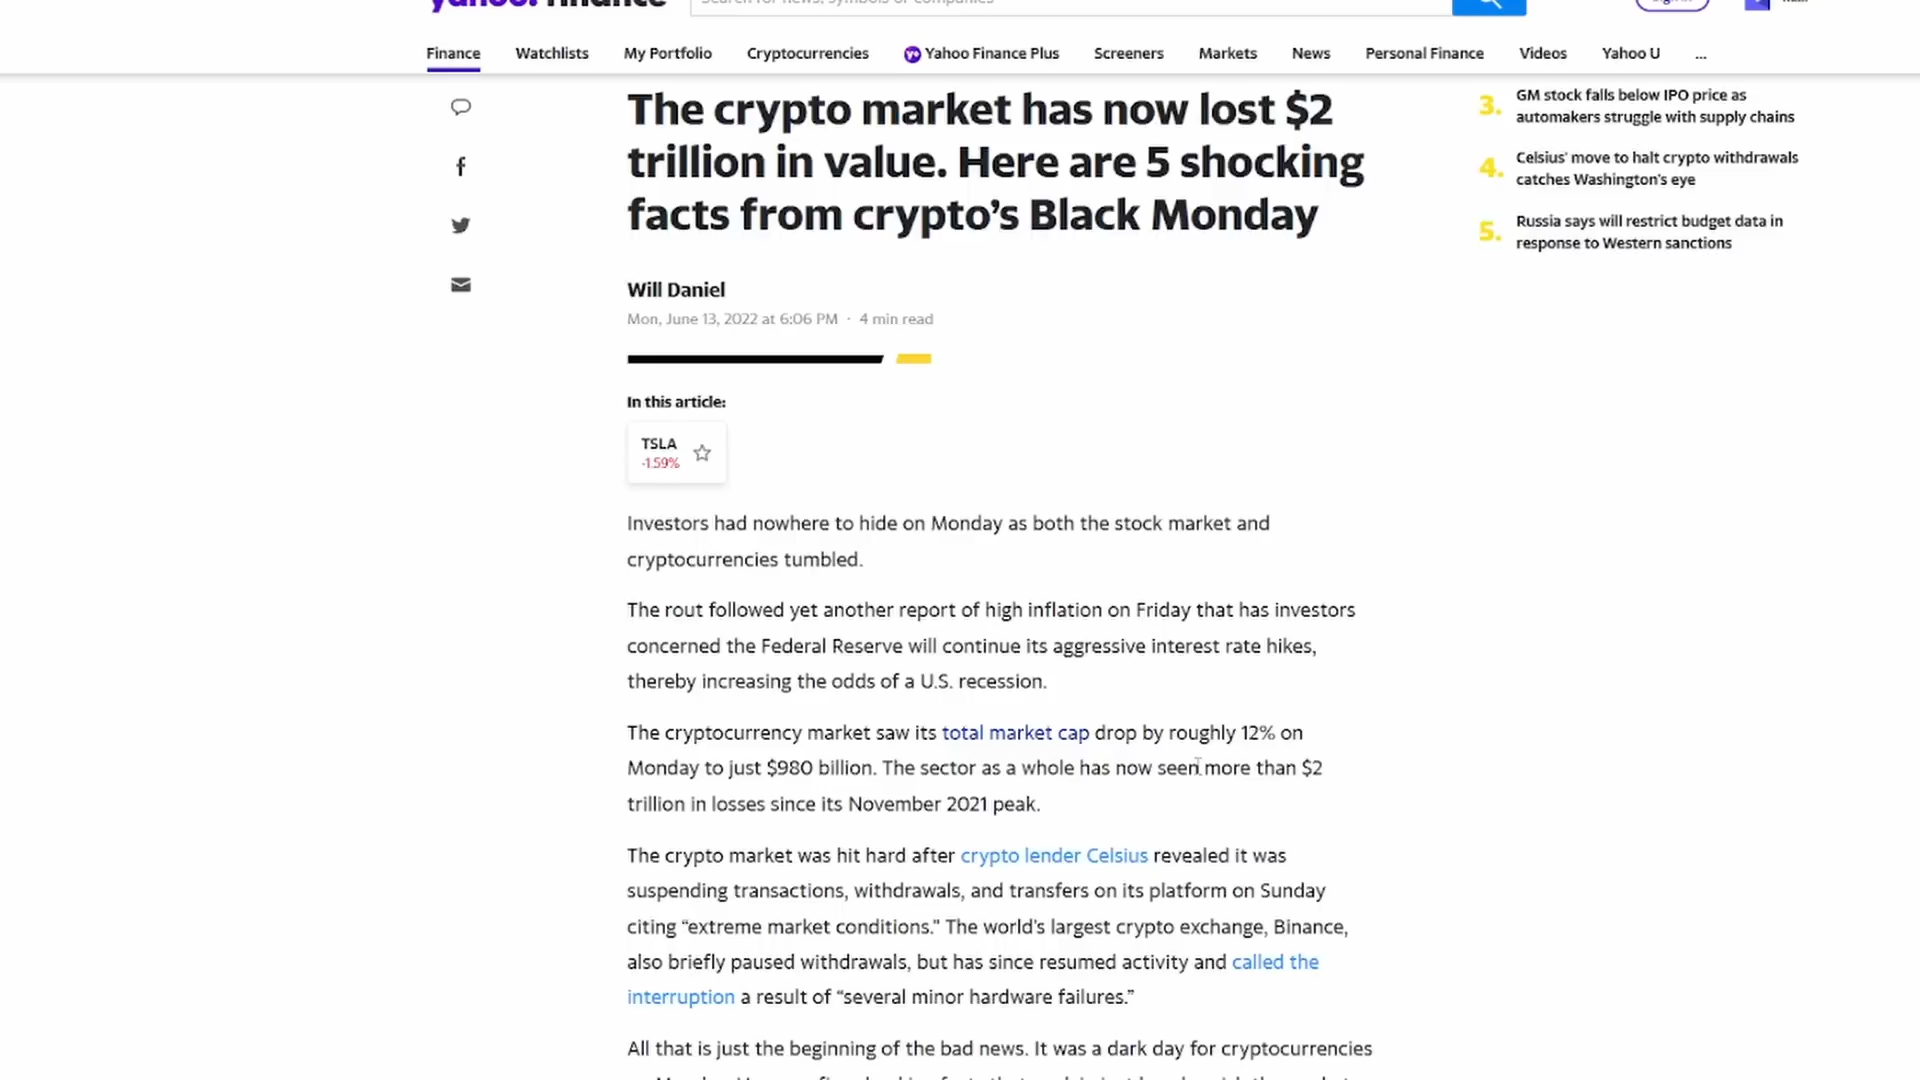 yahoo! finance
Search for news, symbols or companies
Sign in
Finance Watchlists My Portfolio Cryptocurrencies Yahoo Finance Plus Screeners Markets News Personal Finance Videos Yahoo U ...
The crypto market has now lost $2
trillion in value. Here are 5 shocking
facts from crypto’s Black Monday
Will Daniel
Mon, June 13, 2022 at 6:06 PM · 4 min read
In this article:
TSLA
-1.59%
Investors had nowhere to hide on Monday as both the stock market and
cryptocurrencies tumbled.
The rout followed yet another report of high inflation on Friday that has investors
concerned the Federal Reserve will continue its aggressive interest rate hikes,
thereby increasing the odds of a U.S. recession.
The cryptocurrency market saw its total market cap drop by roughly 12% on
Monday to just $980 billion. The sector as a whole has now seen more than $2
trillion in losses since its November 2021 peak.
The crypto market was hit hard after crypto lender Celsius revealed it was
suspending transactions, withdrawals, and transfers on its platform on Sunday
citing “extreme market conditions.” The world’s largest crypto exchange, Binance,
also briefly paused withdrawals, but has since resumed activity and called the
interruption a result of “several minor hardware failures.”
All that is just the beginning of the bad news. It was a dark day for cryptocurrencies
3. GM stock falls below IPO price as
automakers struggle with supply chains
4. Celsius’ move to halt crypto withdrawals
catches Washington’s eye
5. Russia says will restrict budget data in
response to Western sanctions